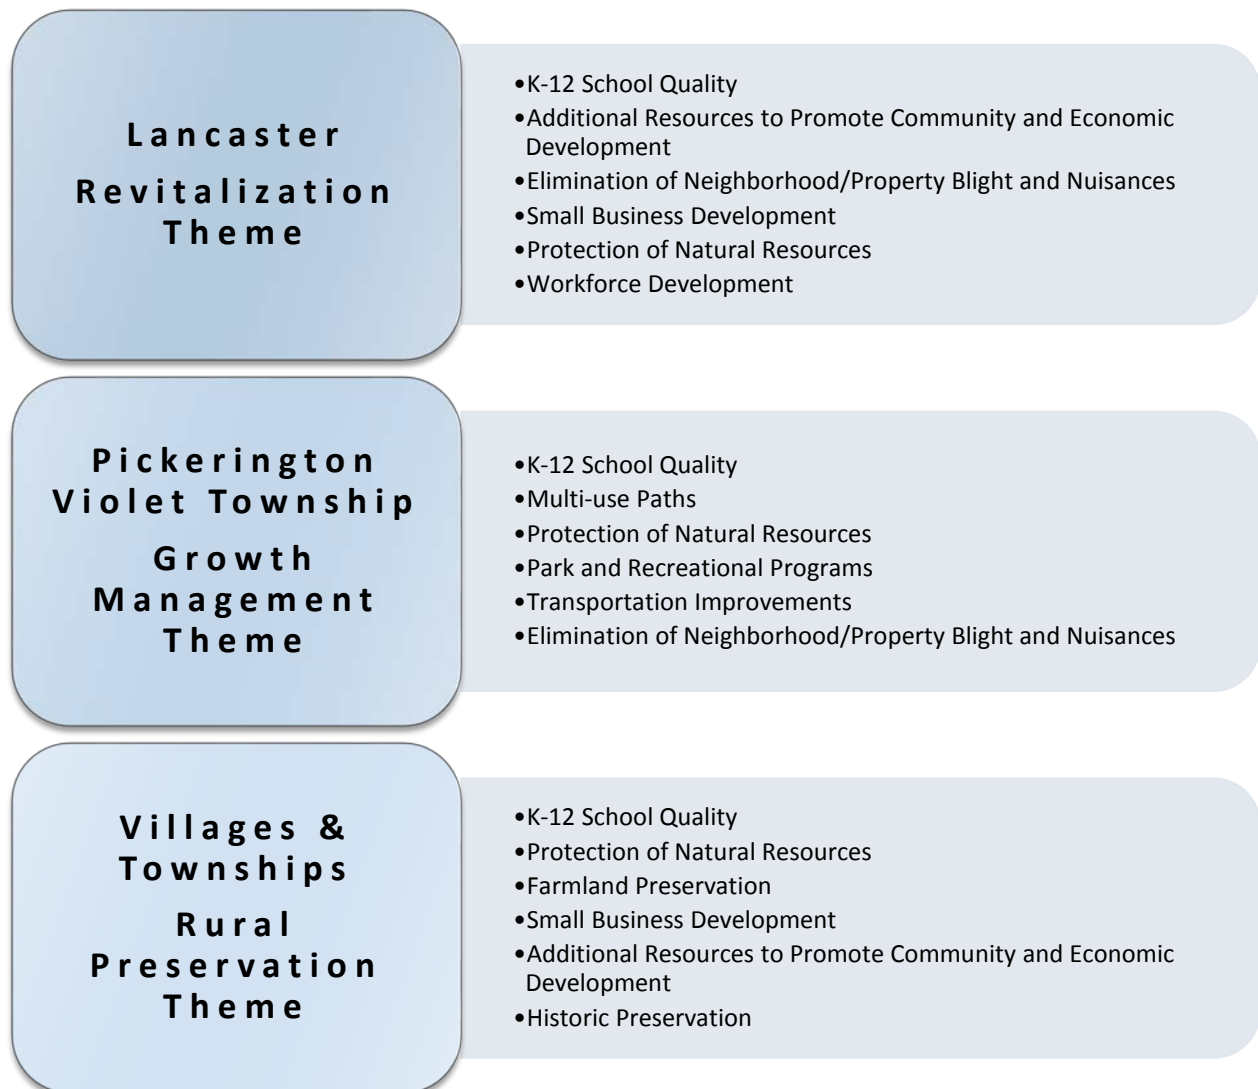 Lancaster
Revitalization
Theme
•K-12 School Quality
•Additional Resources to Promote Community and Economic
Development
•Elimination of Neighborhood/Property Blight and Nuisances
•Small Business Development
•Protection of Natural Resources
•Workforce Development
Pickerington
Violet Township
Growth
Management
Theme
•K-12 School Quality
•Multi-use Paths
•Protection of Natural Resources
•Park and Recreational Programs
•Transportation Improvements
•Elimination of Neighborhood/Property Blight and Nuisances
Villages &
Townships
Rural
Preservation
Theme
•K-12 School Quality
•Protection of Natural Resources
•Farmland Preservation
•Small Business Development
•Additional Resources to Promote Community and Economic
Development
•Historic Preservation